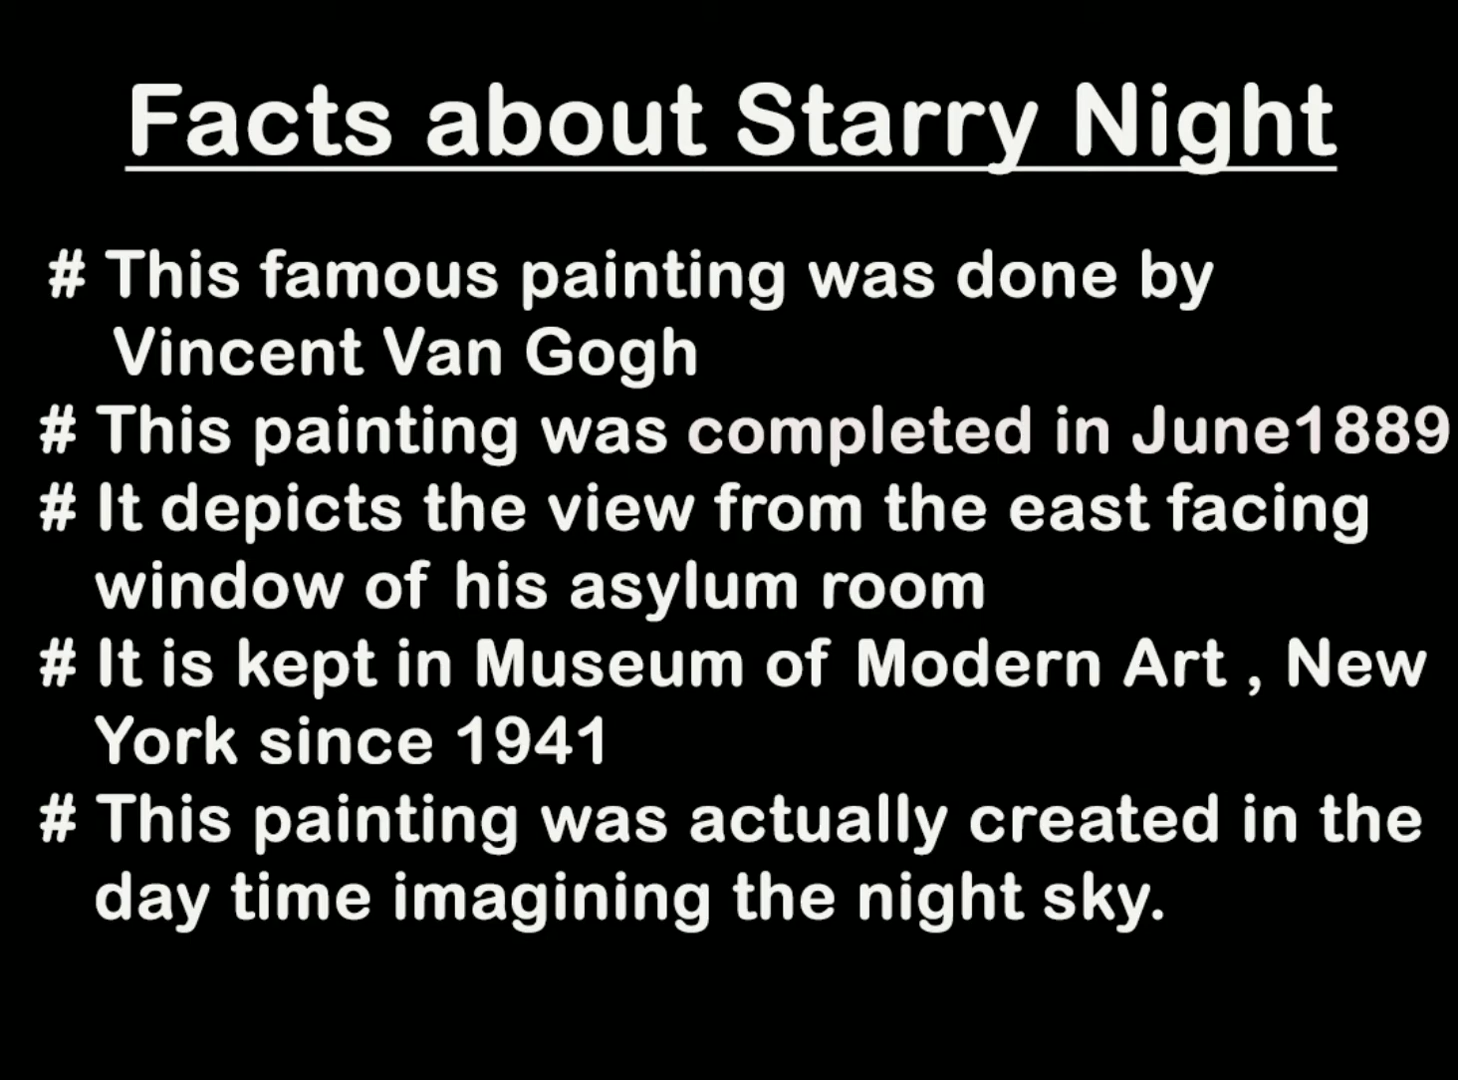 Facts about Starry Night
# This famous painting was done by
Vincent Van Gogh
# This painting was completed in June1889
# It depicts the view from the east facing
window of his asylum room
# It is kept in Museum of Modern Art , New
York since 1941
# This painting was actually created in the
day time imagining the night sky.